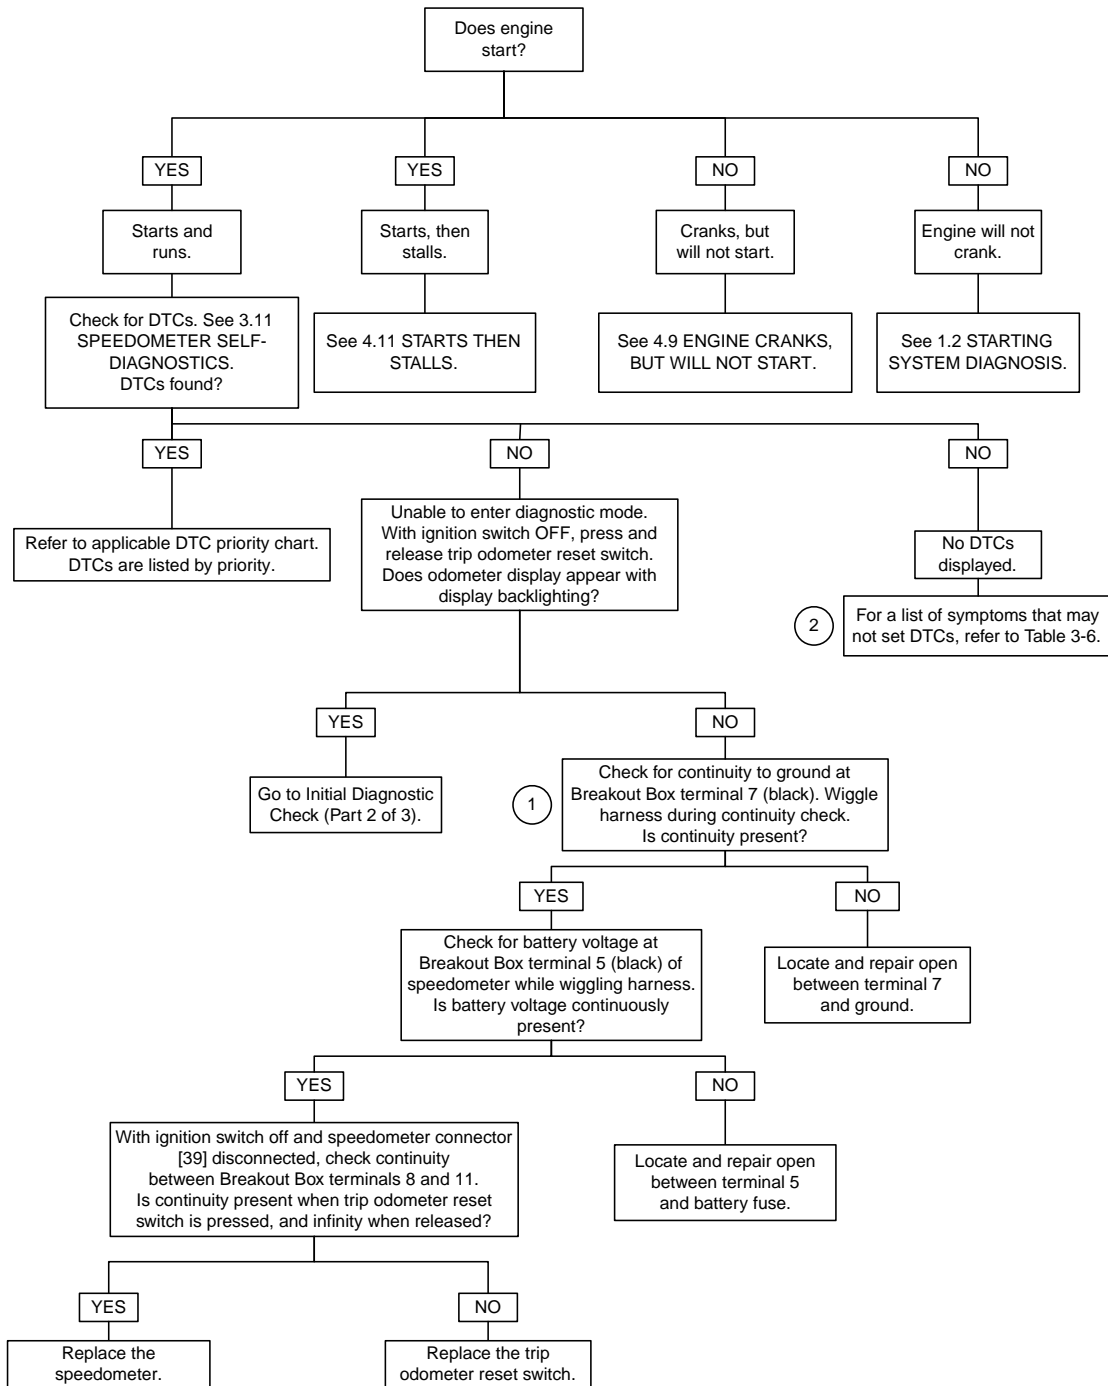 Does engine
start?
YES
YES
NO
NO
Starts and
runs.
Starts, then
stalls.
Cranks, but
will not start.
Engine will not
crank.
Check for DTCs. See 3.11
SPEEDOMETER SELF-
DIAGNOSTICS.
DTCs found?
See 4.11 STARTS THEN
STALLS.
See 4.9 ENGINE CRANKS,
BUT WILL NOT START.
See 1.2 STARTING
SYSTEM DIAGNOSIS.
YES
NO
NO
Refer to applicable DTC priority chart.
DTCs are listed by priority.
Unable to enter diagnostic mode.
With ignition switch OFF, press and
release trip odometer reset switch.
Does odometer display appear with
display backlighting?
No DTCs
displayed.
2
For a list of symptoms that may
not set DTCs, refer to Table 3-6.
YES
NO
Go to Initial Diagnostic
Check (Part 2 of 3).
1
Check for continuity to ground at
Breakout Box terminal 7 (black). Wiggle
harness during continuity check.
Is continuity present?
YES
NO
Check for battery voltage at
Breakout Box terminal 5 (black) of
speedometer while wiggling harness.
Is battery voltage continuously
present?
Locate and repair open
between terminal 7
and ground.
YES
NO
With ignition switch off and speedometer connector
[39] disconnected, check continuity
between Breakout Box terminals 8 and 11.
Is continuity present when trip odometer reset
switch is pressed, and infinity when released?
Locate and repair open
between terminal 5
and battery fuse.
YES
NO
Replace the
speedometer.
Replace the trip
odometer reset switch.